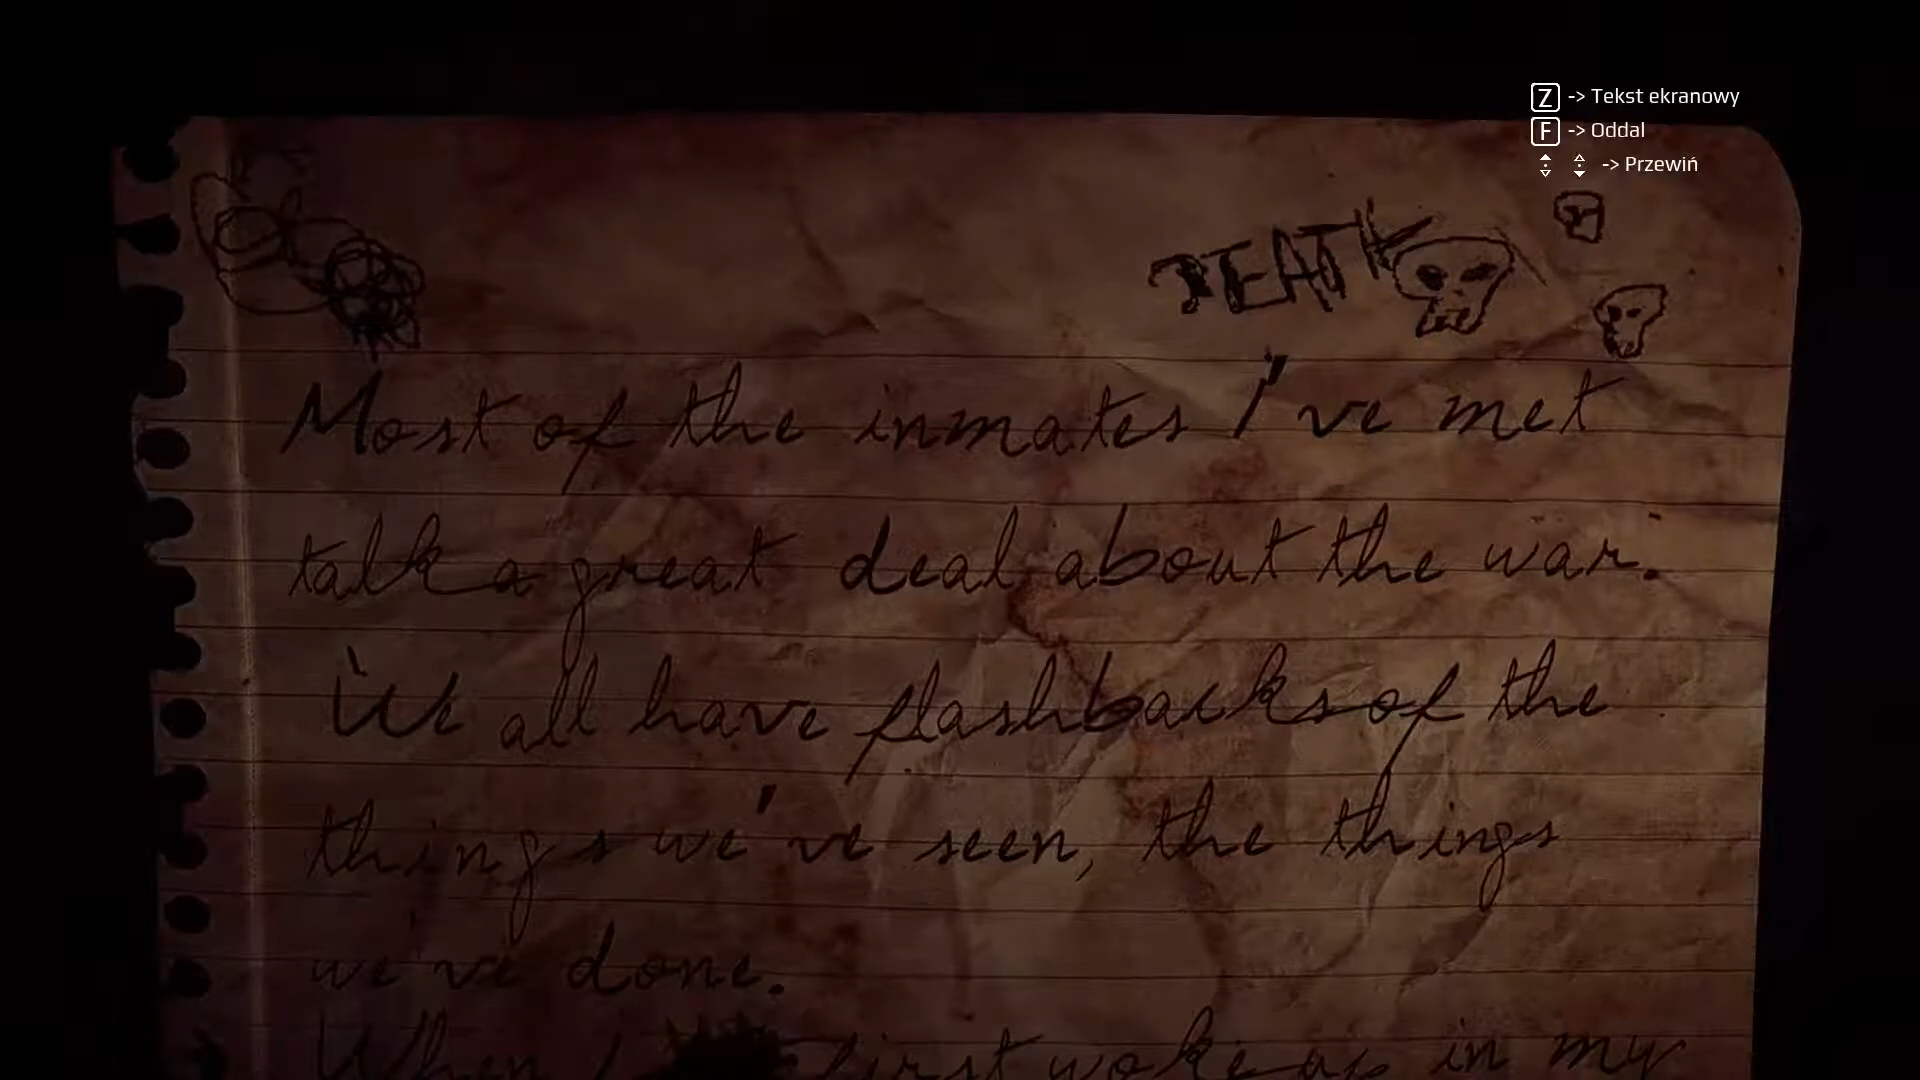 Z -> Tekst ekranowy
F -> Oddal
-> Przewiń
DEATH
Most of the inmates I've met
talk a great deal about the war.
We all have flashbacks of the
things we've seen, the things
we've done.
When I first woke up in my